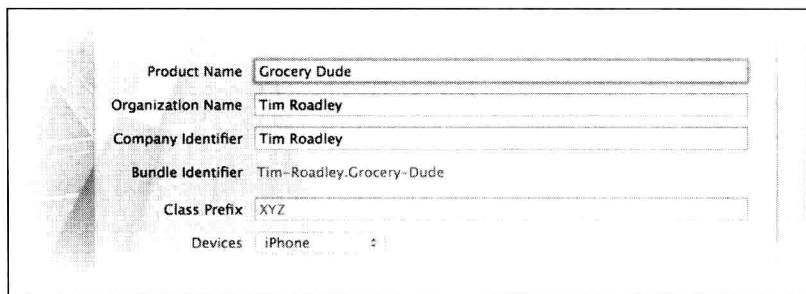 Product Name Grocery Dude
Organization Name Tim Roadley
Company Identifier Tim Roadley
Bundle Identifier Tim-Roadley.Grocery-Dude
Class Prefix XYZ
Devices iPhone